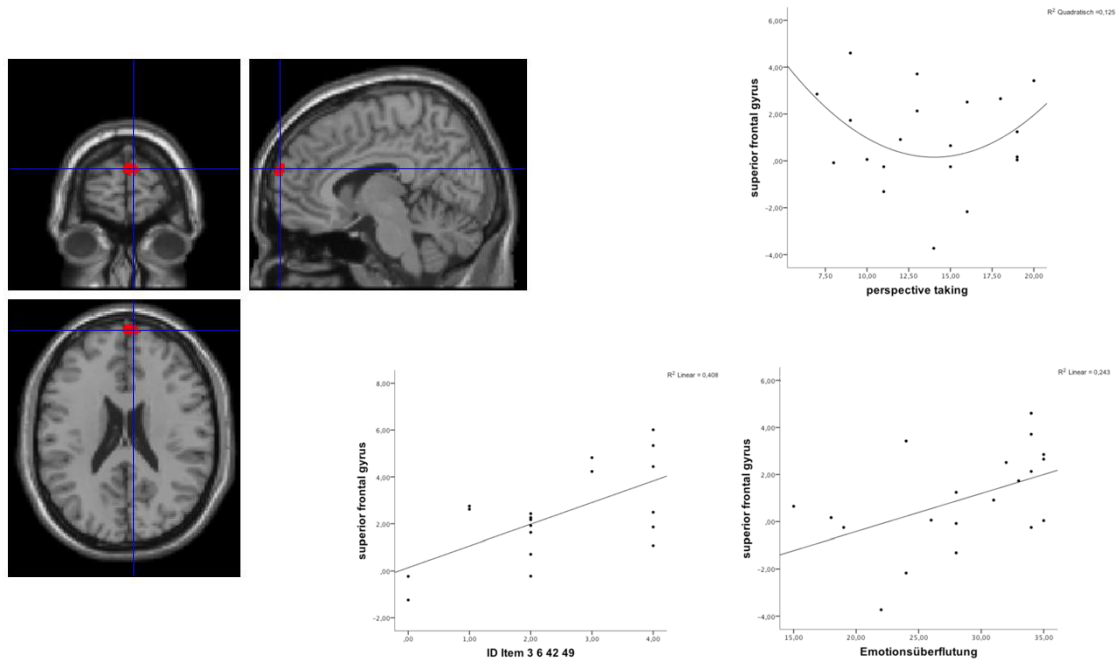 R² Quadratisch =0,125
6,00
4,00
2,00
,00
−2,00
−4,00
superior frontal gyrus
7,50 10,00 12,50 15,00 17,50 20,00
perspective taking
R² Linear = 0,408
8,00
6,00
4,00
2,00
,00
−2,00
superior frontal gyrus
,00 1,00 2,00 3,00 4,00
ID Item 3 6 42 49
R² Linear = 0,243
6,00
4,00
2,00
,00
−2,00
−4,00
superior frontal gyrus
15,00 20,00 25,00 30,00 35,00
Emotionsüberflutung